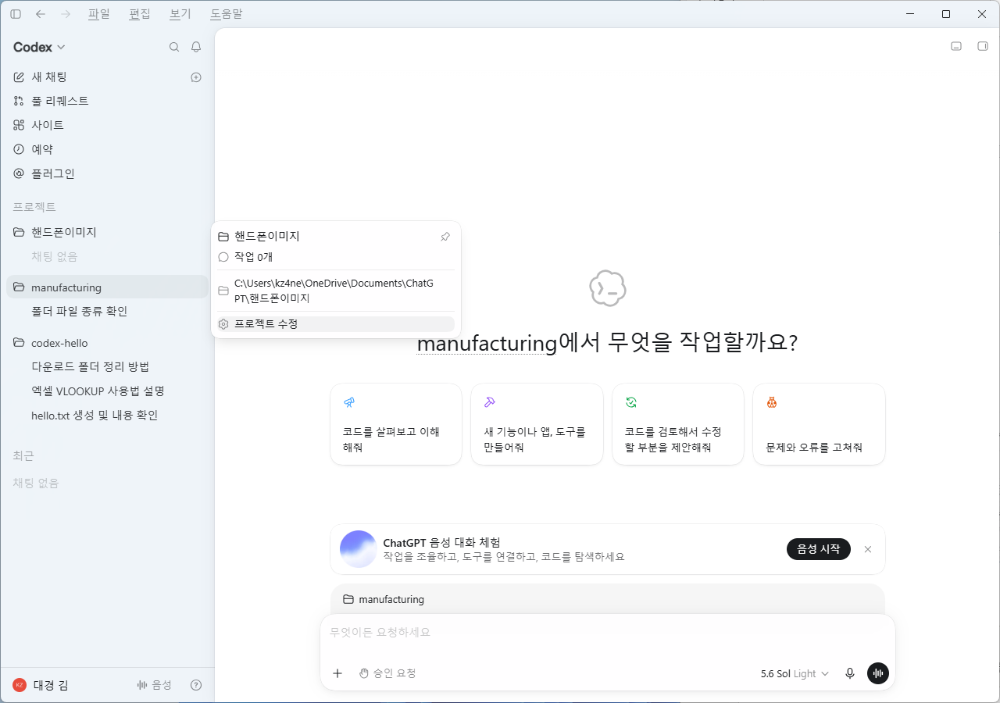 파일 편집 보기 도움말
Codex
새 채팅
풀 리퀘스트
사이트
예약
플러그인
프로젝트
핸드폰이미지
채팅 없음
manufacturing
폴더 파일 종류 확인
codex-hello
다운로드 폴더 정리 방법
엑셀 VLOOKUP 사용법 설명
hello.txt 생성 및 내용 확인
최근
채팅 없음
KZ 대경 김
음성
핸드폰이미지
작업 0개
C:\Users\kz4ne\OneDrive\Documents\ChatG
PT\핸드폰이미지
프로젝트 수정
manufacturing에서 무엇을 작업할까요?
코드를 살펴보고 이해
해줘
새 기능이나 앱, 도구를
만들어줘
코드를 검토해서 수정
할 부분을 제안해줘
문제와 오류를 고쳐줘
ChatGPT 음성 대화 체험
작업을 조율하고, 도구를 연결하고, 코드를 탐색하세요
음성 시작
manufacturing
무엇이든 요청하세요
승인 요청
5.6 Sol Light